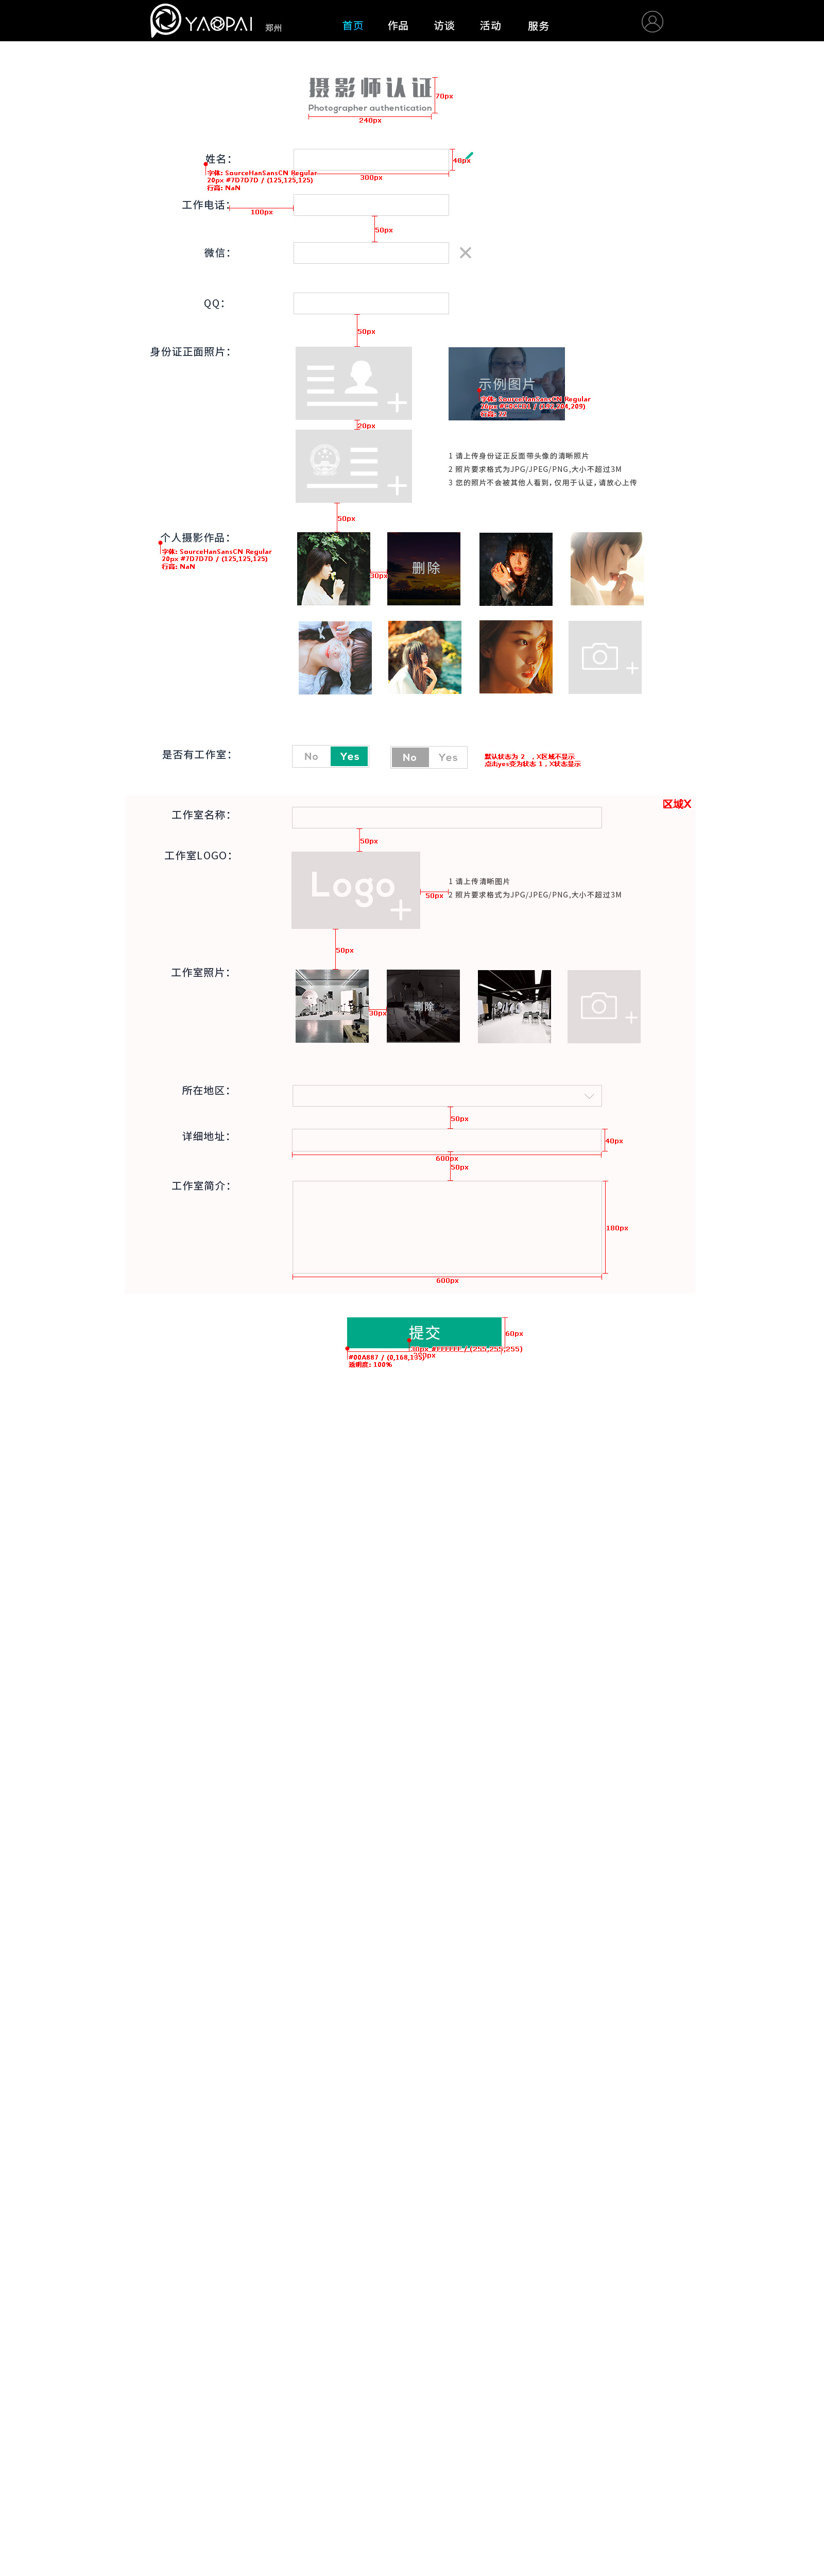 YAOPAI 郑州 首页 作品 访谈 活动 服务
摄影师认证
Photographer authentication
70px
240px
姓名：
40px
300px
字体: SourceHanSansCN Regular
20px #7D7D7D / (125,125,125)
行高: NaN
工作电话：
100px
50px
微信：
QQ：
50px
身份证正面照片：
示例图片
字体: SourceHanSansCN Regular
行高: 22
20px
1 请上传身份证正反面带头像的清晰照片
2 照片要求格式为JPG/JPEG/PNG,大小不超过3M
3 您的照片不会被其他人看到，仅用于认证，请放心上传
50px
个人摄影作品：
字体: SourceHanSansCN Regular
20px #7D7D7D / (125,125,125)
行高: NaN
删除
30px
是否有工作室：
No Yes
No Yes
默认状态为 2 ，X区域不显示
点击yes变为状态 1，X状态显示
区域X
工作室名称：
50px
工作室LOGO：
Logo
50px
1 请上传清晰图片
2 照片要求格式为JPG/JPEG/PNG,大小不超过3M
50px
工作室照片：
删除
30px
所在地区：
50px
详细地址：
40px
600px
50px
工作室简介：
180px
600px
提交
60px
30px #FFFFFF / (255,255,255)
#00A887 / (0,168,135)
透明度: 100%